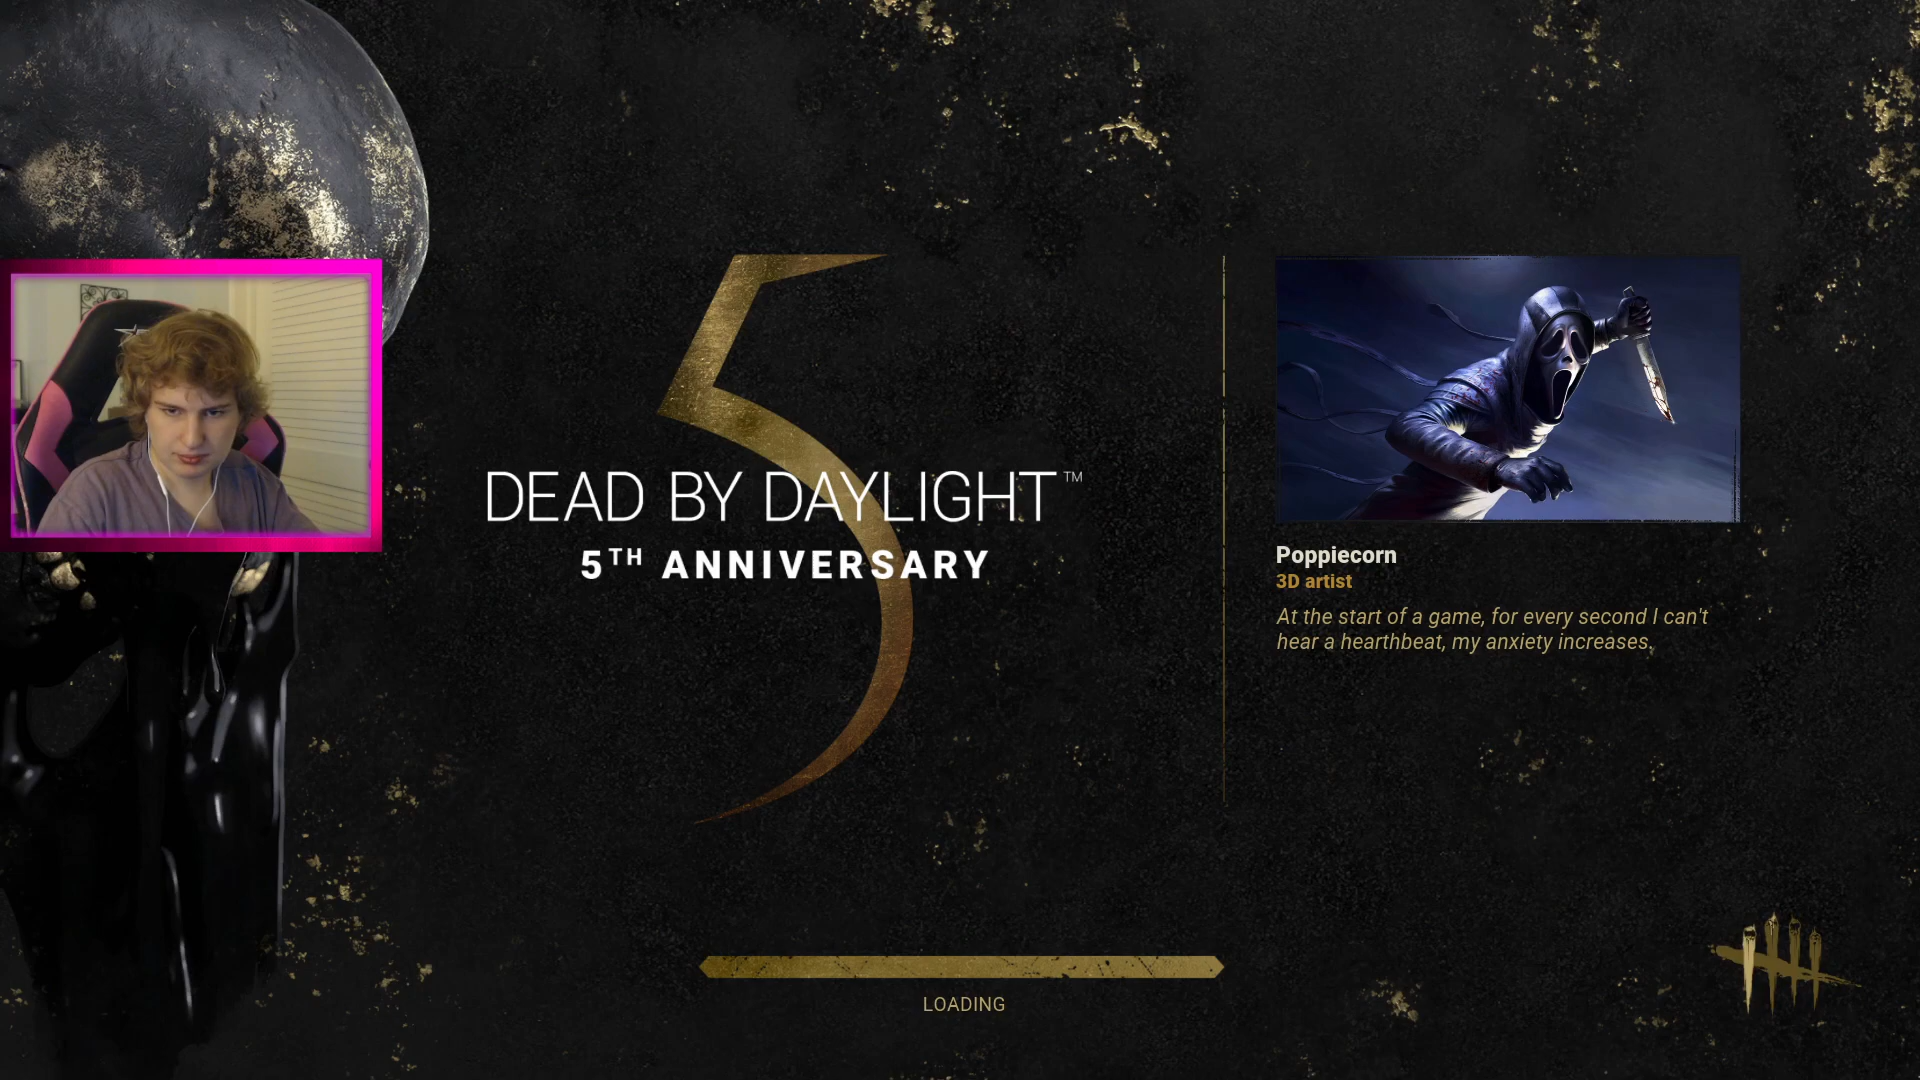 DEAD BY DAYLIGHT™
5TH ANNIVERSARY
Poppiecorn
3D artist
At the start of a game, for every second I can't
hear a hearthbeat, my anxiety increases.
LOADING